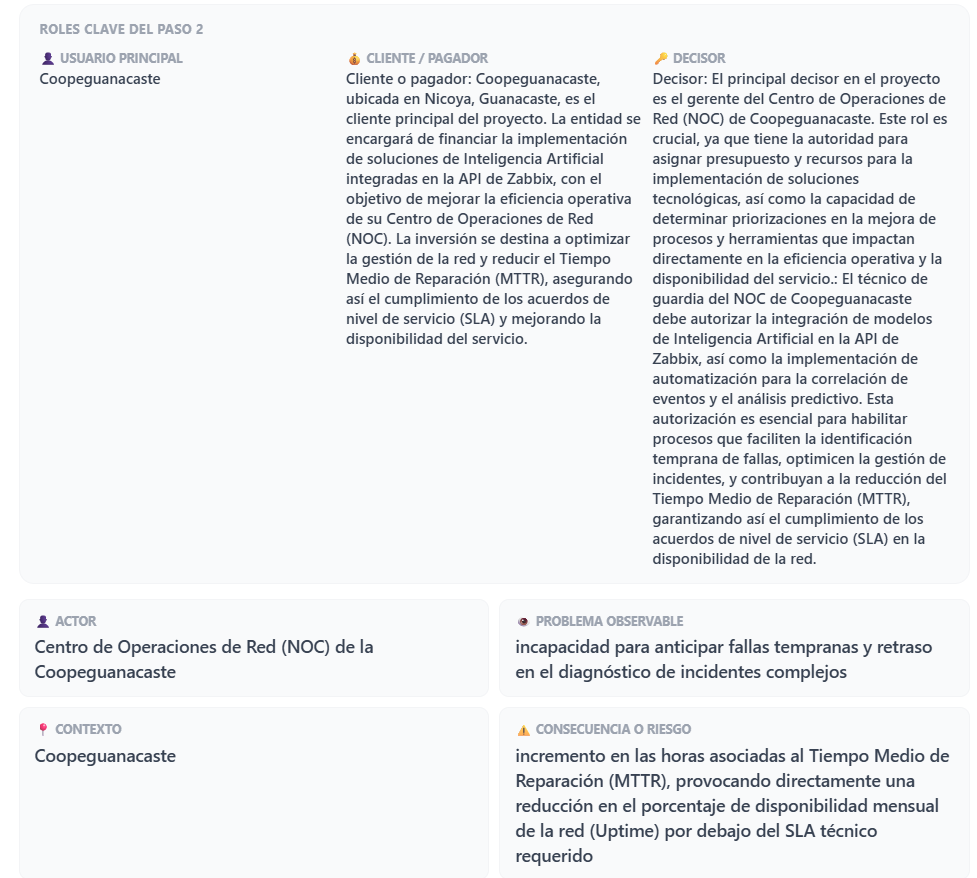 ROLES CLAVE DEL PASO 2
USUARIO PRINCIPAL
Coopeguanacaste
CLIENTE / PAGADOR
Cliente o pagador: Coopeguanacaste,
ubicada en Nicoya, Guanacaste, es el
cliente principal del proyecto. La entidad se
encargará de financiar la implementación
de soluciones de Inteligencia Artificial
integradas en la API de Zabbix, con el
objetivo de mejorar la eficiencia operativa
de su Centro de Operaciones de Red
(NOC). La inversión se destina a optimizar
la gestión de la red y reducir el Tiempo
Medio de Reparación (MTTR), asegurando
así el cumplimiento de los acuerdos de
nivel de servicio (SLA) y mejorando la
disponibilidad del servicio.
DECISOR
Decisor: El principal decisor en el proyecto
es el gerente del Centro de Operaciones de
Red (NOC) de Coopeguanacaste. Este rol es
crucial, ya que tiene la autoridad para
asignar presupuesto y recursos para la
implementación de soluciones
tecnológicas, así como la capacidad de
determinar priorizaciones en la mejora de
procesos y herramientas que impactan
directamente en la eficiencia operativa y la
disponibilidad del servicio.: El técnico de
guardia del NOC de Coopeguanacaste
debe autorizar la integración de modelos
de Inteligencia Artificial en la API de
Zabbix, así como la implementación de
automatización para la correlación de
eventos y el análisis predictivo. Esta
autorización es esencial para habilitar
procesos que faciliten la identificación
temprana de fallas, optimicen la gestión de
incidentes, y contribuyan a la reducción del
Tiempo Medio de Reparación (MTTR),
garantizando así el cumplimiento de los
acuerdos de nivel de servicio (SLA) en la
disponibilidad de la red.
ACTOR
Centro de Operaciones de Red (NOC) de la
Coopeguanacaste
PROBLEMA OBSERVABLE
incapacidad para anticipar fallas tempranas y retraso
en el diagnóstico de incidentes complejos
CONTEXTO
Coopeguanacaste
CONSECUENCIA O RIESGO
incremento en las horas asociadas al Tiempo Medio de
Reparación (MTTR), provocando directamente una
reducción en el porcentaje de disponibilidad mensual
de la red (Uptime) por debajo del SLA técnico
requerido